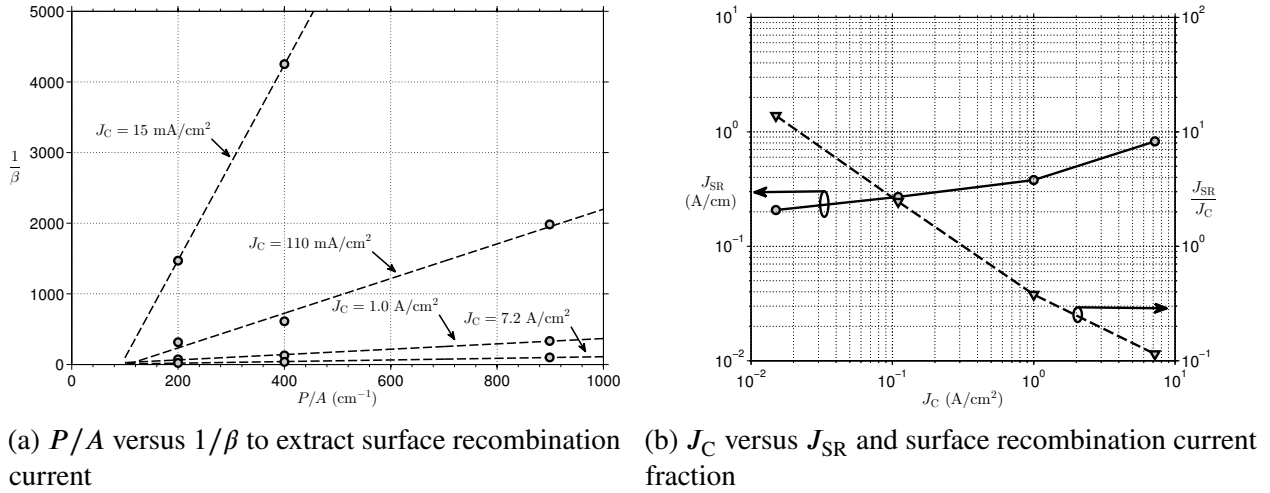 5000
4000
3000
2000
1000
0
1
β
J_C = 15 mA/cm²
J_C = 110 mA/cm²
J_C = 1.0 A/cm²
J_C = 7.2 A/cm²
0 200 400 600 800 1000
P/A (cm⁻¹)
10¹ 10²
10⁰ 10¹
10⁻¹ 10⁰
10⁻² 10⁻¹
J_SR
(A/cm)
J_SR
J_C
10⁻² 10⁻¹ 10⁰ 10¹
J_C (A/cm²)
(a) P/A versus 1/β to extract surface recombination
current
(b) J_C versus J_SR and surface recombination current
fraction